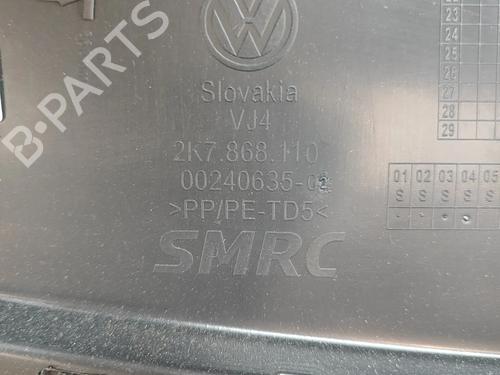 B-PARTS
Slovakia
VJ4
2K7.868.110
00240635-02
>PP/PE-TD5<
SMRC
23
24
25
26
27
28
29
01 02 03 04 05
S S S S S